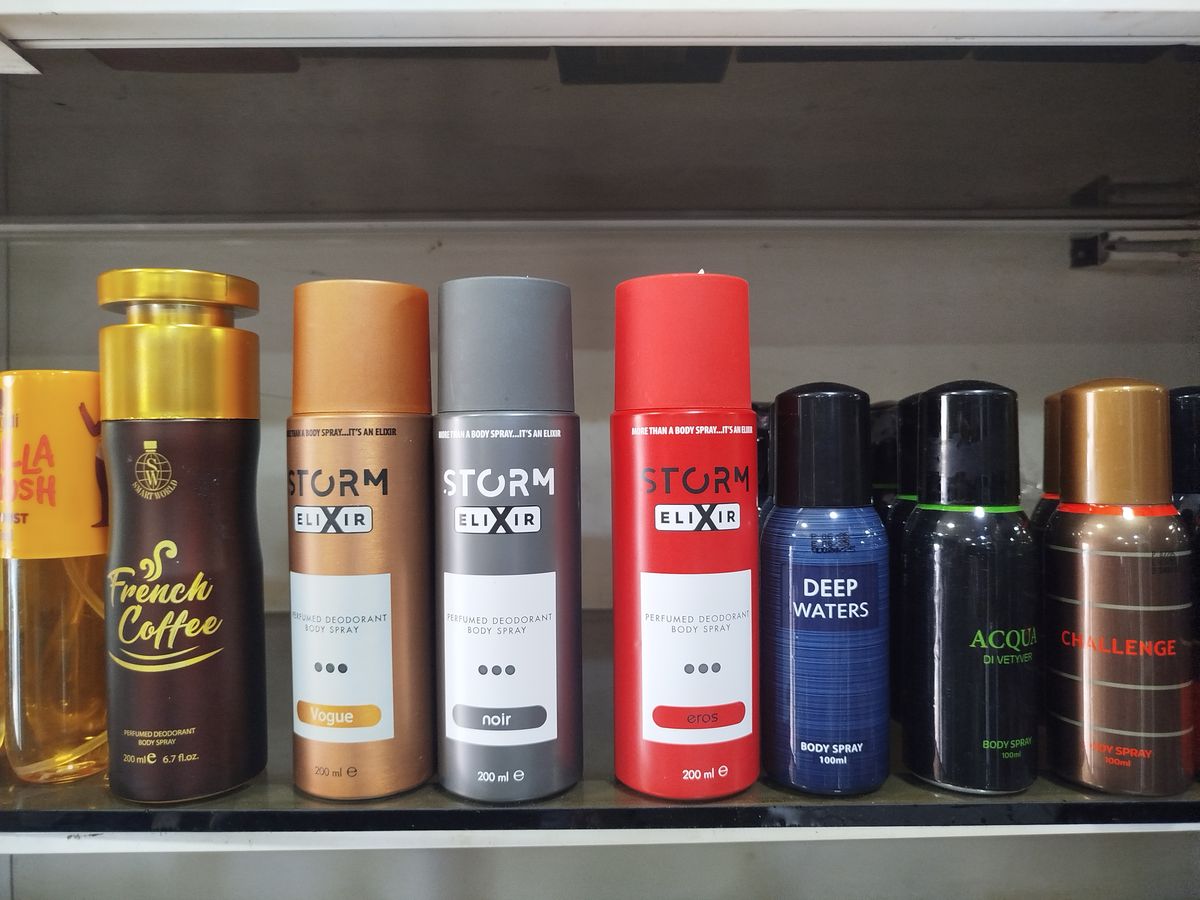 French
Coffee
SMART WORLD
PERFUMED DEODORANT
BODY SPRAY
200 ml e 6.7 fl.oz.
MORE THAN A BODY SPRAY...IT'S AN ELIXIR
STORM
ELIXIR
PERFUMED DEODORANT
BODY SPRAY
Vogue
200 ml e
MORE THAN A BODY SPRAY...IT'S AN ELIXIR
STORM
ELIXIR
PERFUMED DEODORANT
BODY SPRAY
noir
200 ml e
MORE THAN A BODY SPRAY...IT'S AN ELIXIR
STORM
ELIXIR
PERFUMED DEODORANT
BODY SPRAY
eros
200 ml e
DEEP
WATERS
BODY SPRAY
100ml
ACQUA
DI VETYVER
BODY SPRAY
100ml
CHALLENGE
BODY SPRAY
100ml